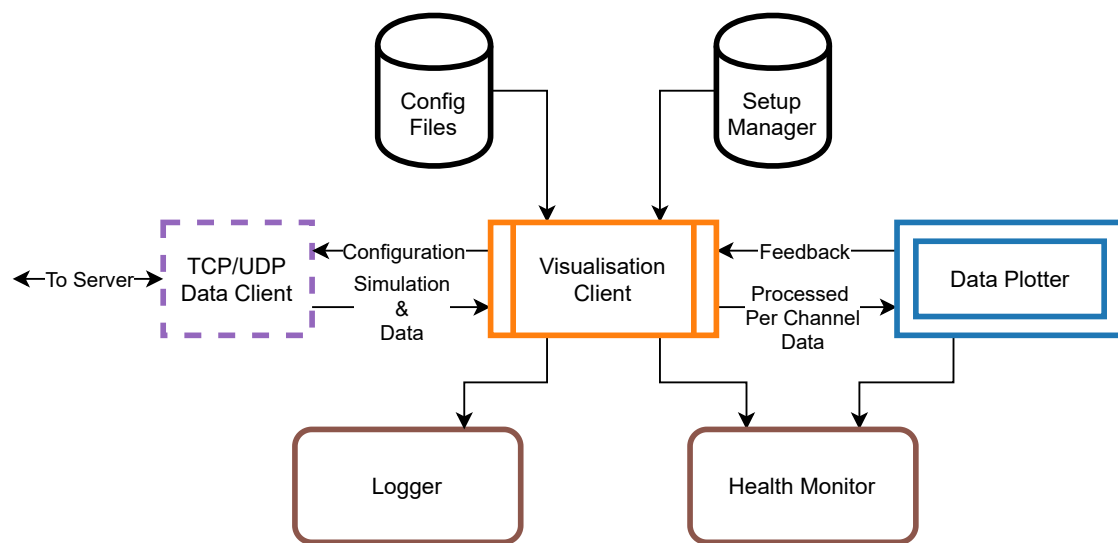 Config
Files
Setup
Manager
To Server
TCP/UDP
Data Client
Configuration
Simulation
&
Data
Visualisation
Client
Feedback
Processed
Per Channel
Data
Data Plotter
Logger
Health Monitor